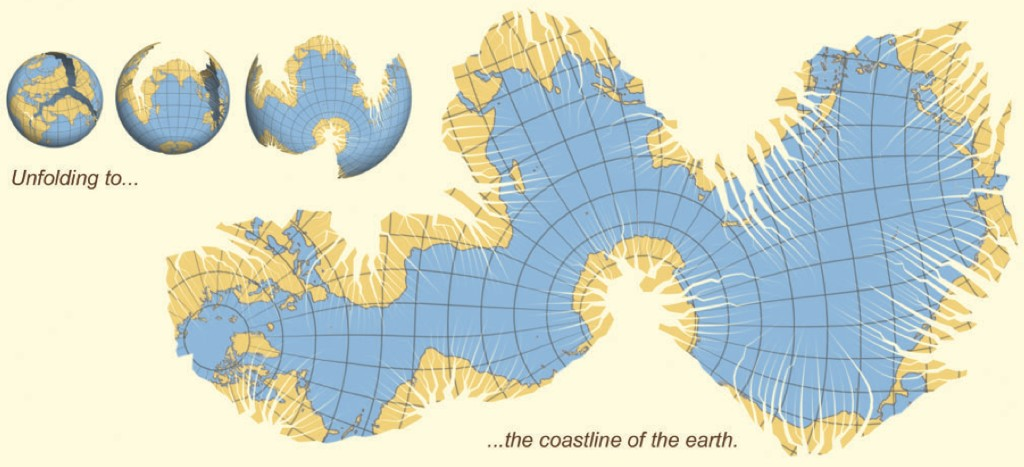 Unfolding to...
...the coastline of the earth.